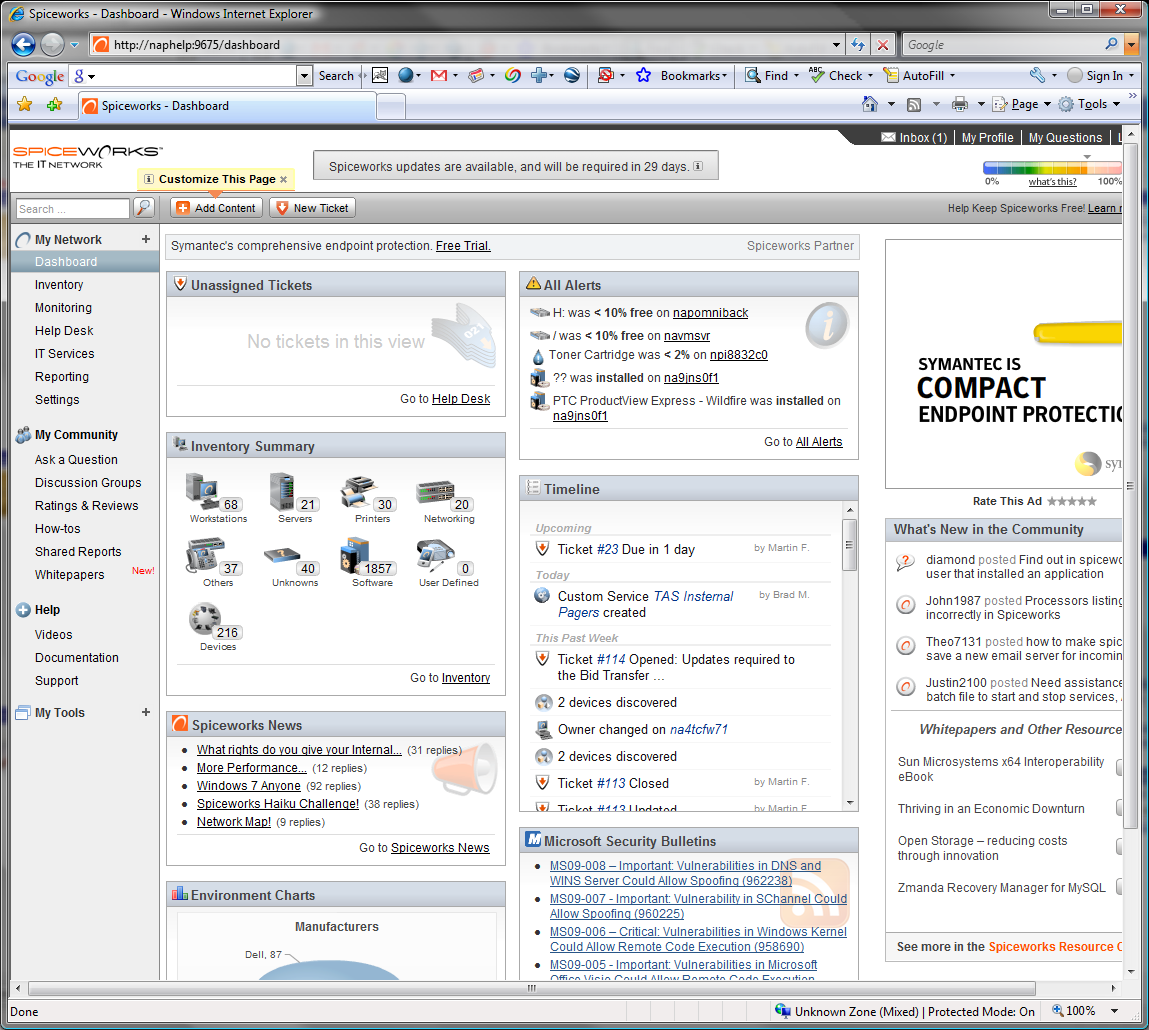 Spiceworks - Dashboard - Windows Internet Explorer
http://naphelp:9675/dashboard
Google
Google
Search
Bookmarks
Find
ABC
Check
AutoFill
Sign In
Spiceworks - Dashboard
Page
Tools
Inbox (1)
My Profile
My Questions
SPICEWORKS™
THE IT NETWORK
Customize This Page
Spiceworks updates are available, and will be required in 29 days.
0%
what's this?
100%
Search ...
Add Content
New Ticket
Help Keep Spiceworks Free! Learn
My Network
Dashboard
Inventory
Monitoring
Help Desk
IT Services
Reporting
Settings
My Community
Ask a Question
Discussion Groups
Ratings & Reviews
How-tos
Shared Reports
Whitepapers
New!
Help
Videos
Documentation
Support
My Tools
Symantec's comprehensive endpoint protection. Free Trial.
Spiceworks Partner
Unassigned Tickets
No tickets in this view
021
Go to Help Desk
Inventory Summary
68
Workstations
21
Servers
30
Printers
20
Networking
37
Others
40
Unknowns
1857
Software
0
User Defined
216
Devices
Go to Inventory
Spiceworks News
What rights do you give your Internal... (31 replies)
More Performance... (12 replies)
Windows 7 Anyone (92 replies)
Spiceworks Haiku Challenge! (38 replies)
Network Map! (9 replies)
Go to Spiceworks News
Environment Charts
Manufacturers
Dell, 87
All Alerts
H: was < 10% free on napomniback
/ was < 10% free on navmsvr
Toner Cartridge was < 2% on npi8832c0
?? was installed on na9jns0f1
PTC ProductView Express - Wildfire was installed on
na9jns0f1
Go to All Alerts
Timeline
Upcoming
Ticket #23 Due in 1 day
by Martin F.
Today
Custom Service TAS Insternal
Pagers created
by Brad M.
This Past Week
Ticket #114 Opened: Updates required to
the Bid Transfer ...
2 devices discovered
Owner changed on na4tcfw71
2 devices discovered
Ticket #113 Closed
by Martin F.
Ticket #113 Updated
by Martin F.
Microsoft Security Bulletins
MS09-008 – Important: Vulnerabilities in DNS and
WINS Server Could Allow Spoofing (962238)
MS09-007 - Important: Vulnerability in SChannel Could
Allow Spoofing (960225)
MS09-006 – Critical: Vulnerabilities in Windows Kernel
Could Allow Remote Code Execution (958690)
MS09-005 - Important: Vulnerabilities in Microsoft
Office Visio Could Allow Remote Code Execution
SYMANTEC IS
COMPACT
ENDPOINT PROTECTIO
sy
Rate This Ad
What's New in the Community
diamond posted Find out in spicewo
user that installed an application
John1987 posted Processors listing
incorrectly in Spiceworks
Theo7131 posted how to make spic
save a new email server for incomin
Justin2100 posted Need assistance
batch file to start and stop services,
Whitepapers and Other Resource
Sun Microsystems x64 Interoperability
eBook
Thriving in an Economic Downturn
Open Storage – reducing costs
through innovation
Zmanda Recovery Manager for MySQL
See more in the Spiceworks Resource
Done
Unknown Zone (Mixed) | Protected Mode: On
100%